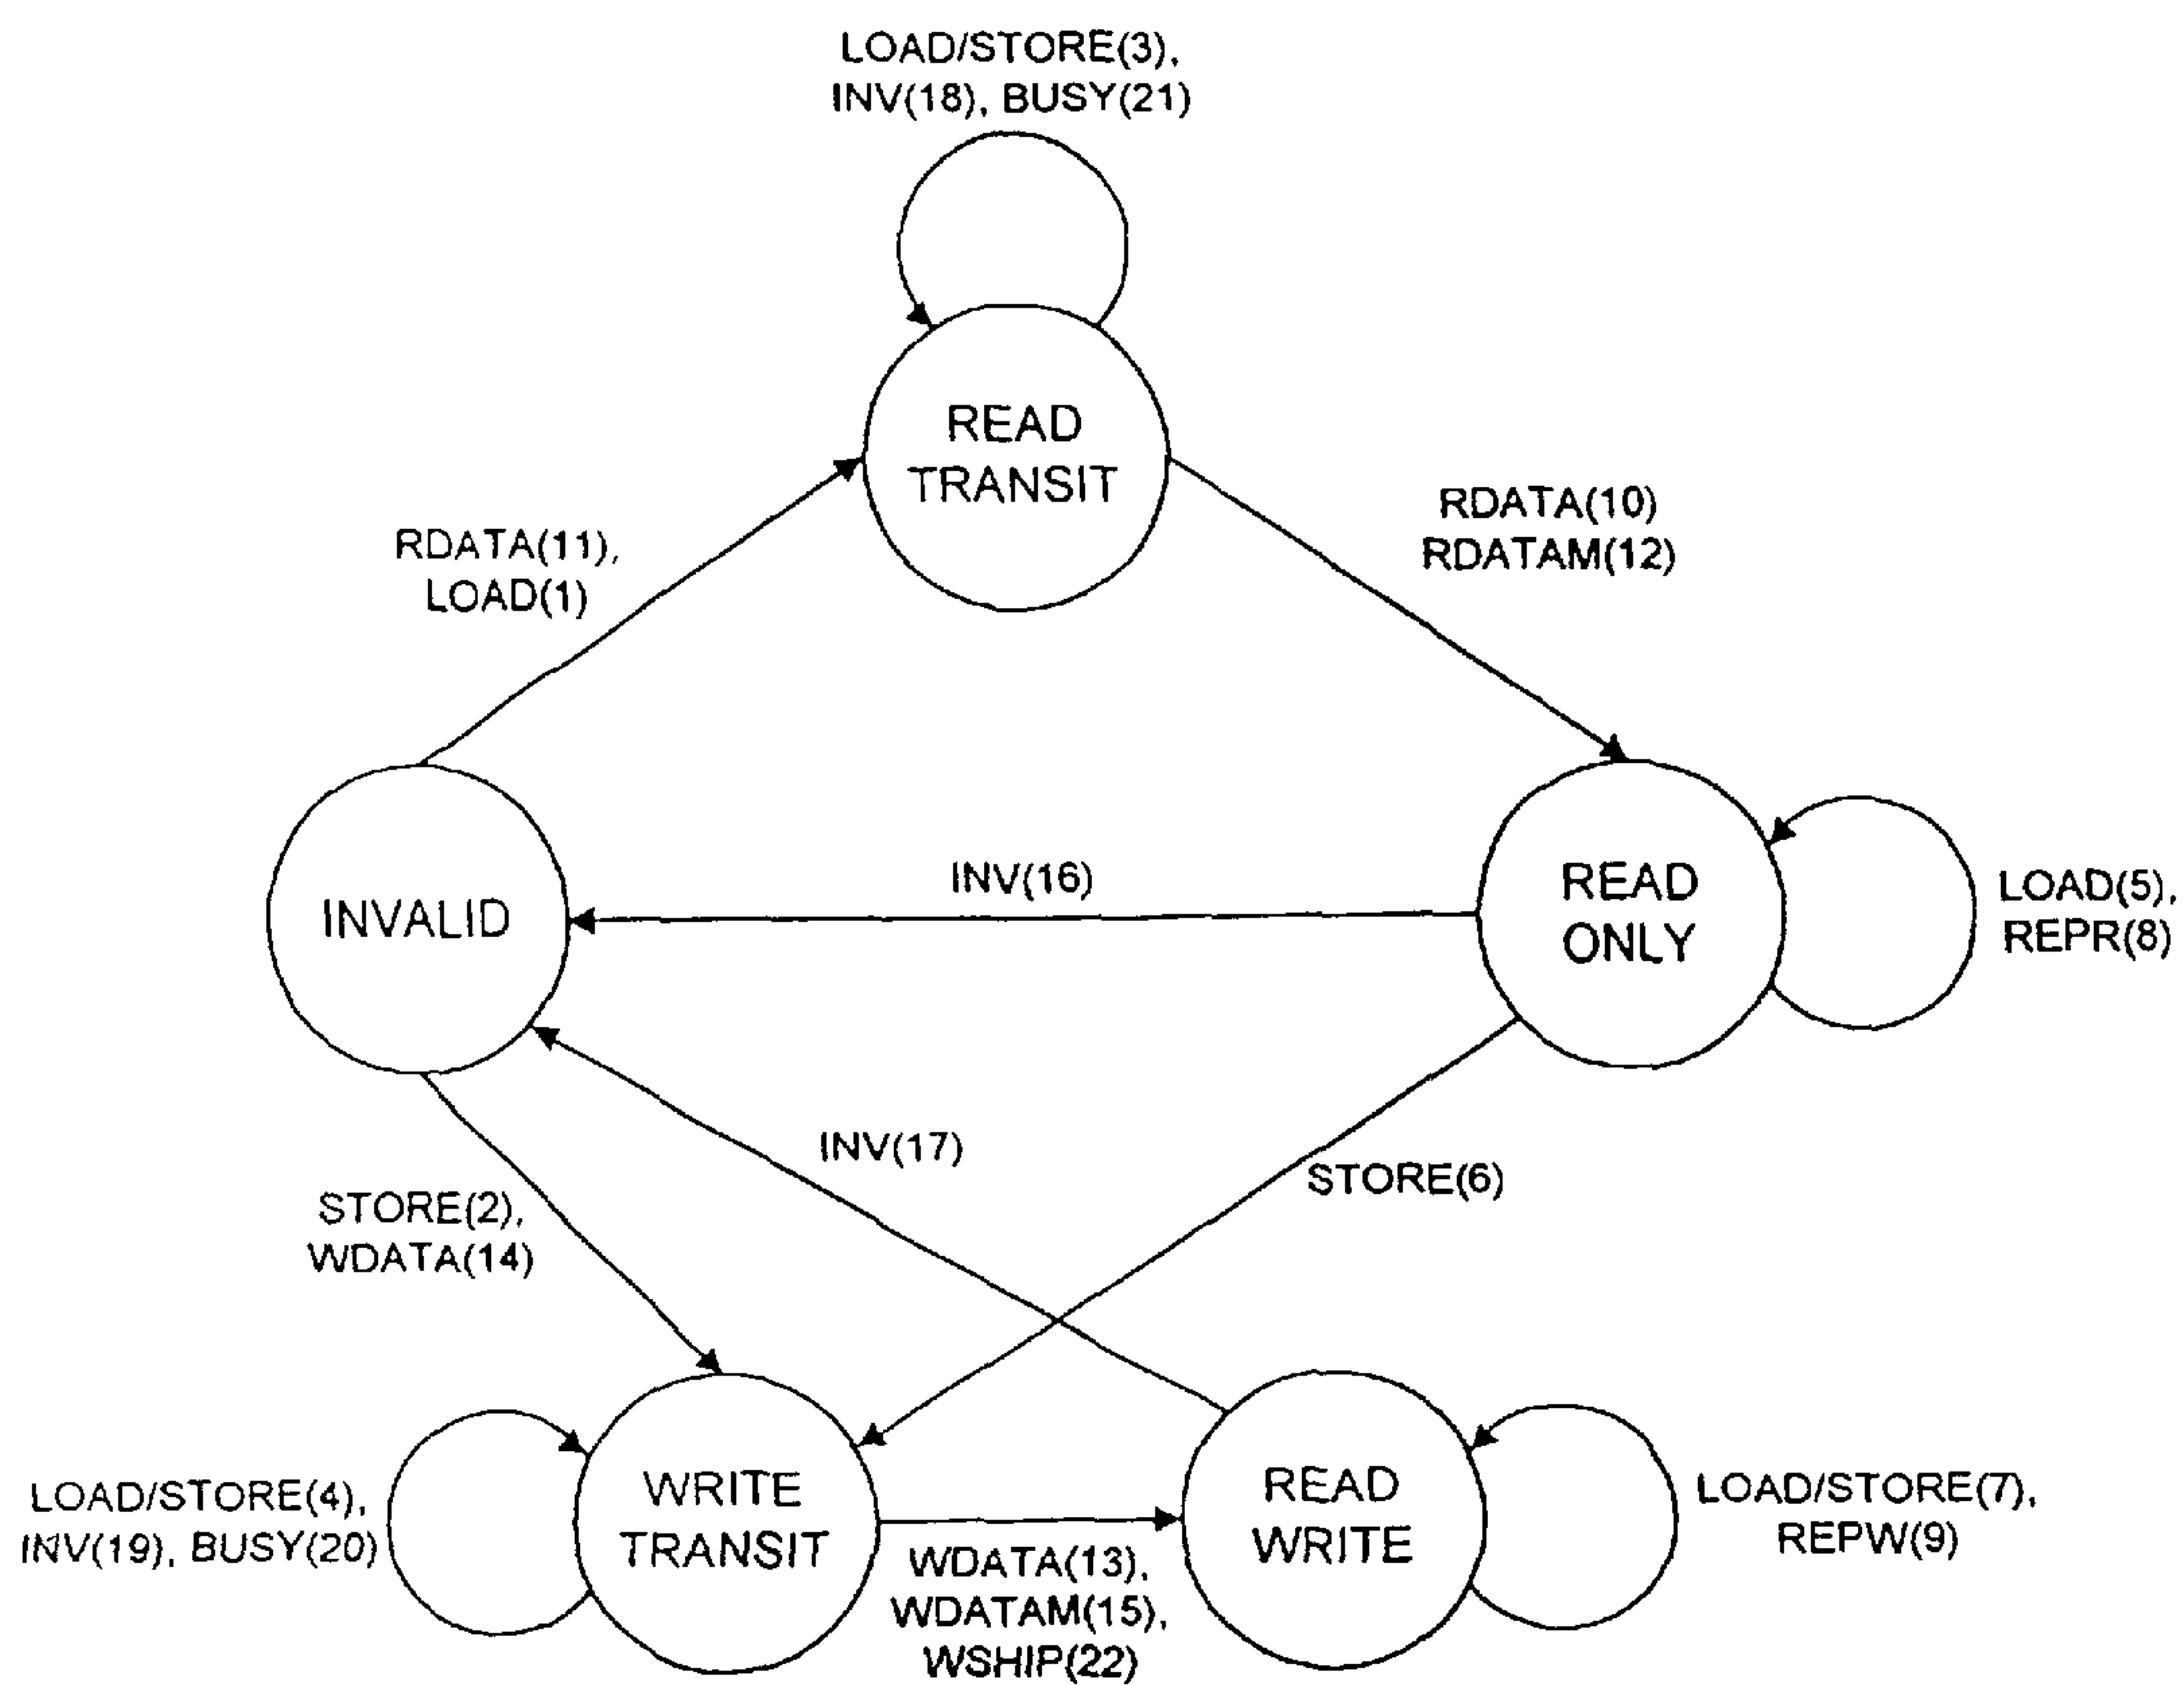 LOAD/STORE(3),
INV(18), BUSY(21)
READ
TRANSIT
RDATA(10)
RDATAM(12)
RDATA(11),
LOAD(1)
INVALID
INV(16)
READ
ONLY
LOAD(5),
REPR(8)
INV(17)
STORE(6)
STORE(2),
WDATA(14)
LOAD/STORE(4),
INV(19), BUSY(20)
WRITE
TRANSIT
WDATA(13),
WDATAM(15),
WSHIP(22)
READ
WRITE
LOAD/STORE(7),
REPW(9)